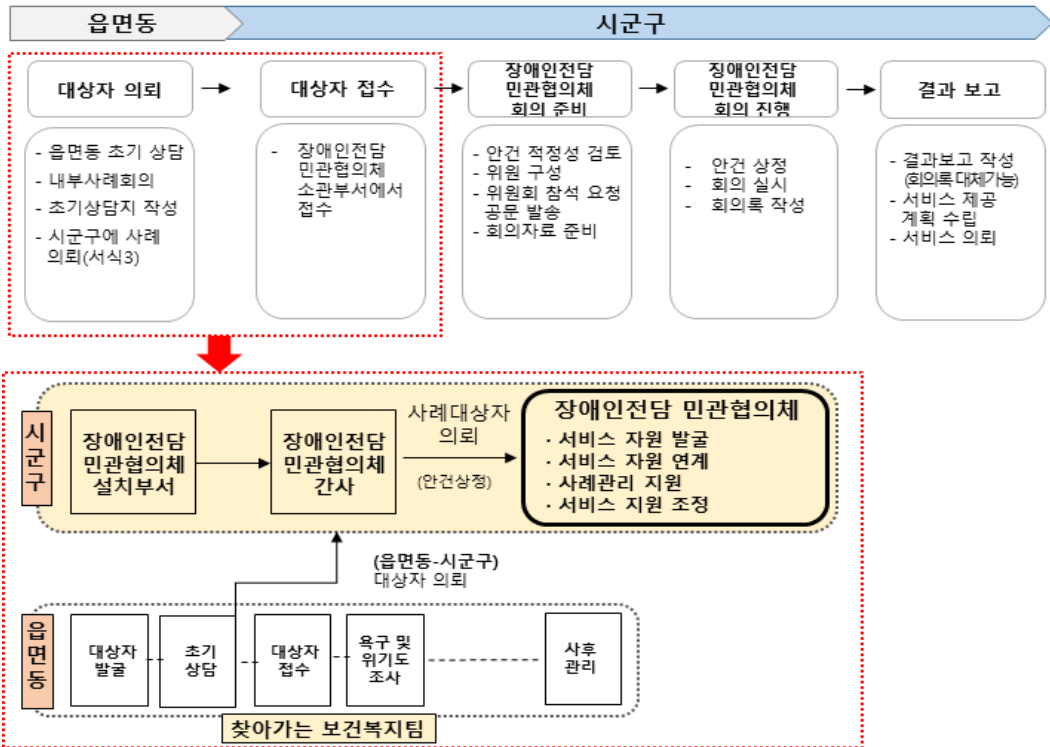 읍면동
시군구
대상자 의뢰
대상자 접수
장애인전담
민관협의체
회의 준비
징애인전담
민관협의체
회의 진행
결과 보고
- 읍면동 초기 상담
- 내부사례회의
- 초기상담지 작성
- 시군구에 사례
의뢰(서식3)
- 장애인전담
민관협의체
소관부서에서
접수
- 안건 적정성 검토
- 위원 구성
- 위원회 참석 요청
공문 발송
- 회의자료 준비
- 안건 상정
- 회의 실시
- 회의록 작성
- 결과보고 작성
(회의록 대체가능)
- 서비스 제공
계획 수립
- 서비스 의뢰
시군구
장애인전담
민관협의체
설치부서
장애인전담
민관협의체
간사
사례대상자
의뢰
(안건상정)
장애인전담 민관협의체
· 서비스 자원 발굴
· 서비스 자원 연계
· 사례관리 지원
· 서비스 지원 조정
(읍면동-시군구)
대상자 의뢰
읍면동
대상자
발굴
초기
상담
대상자
접수
욕구 및
위기도
조사
사후
관리
찾아가는 보건복지팀